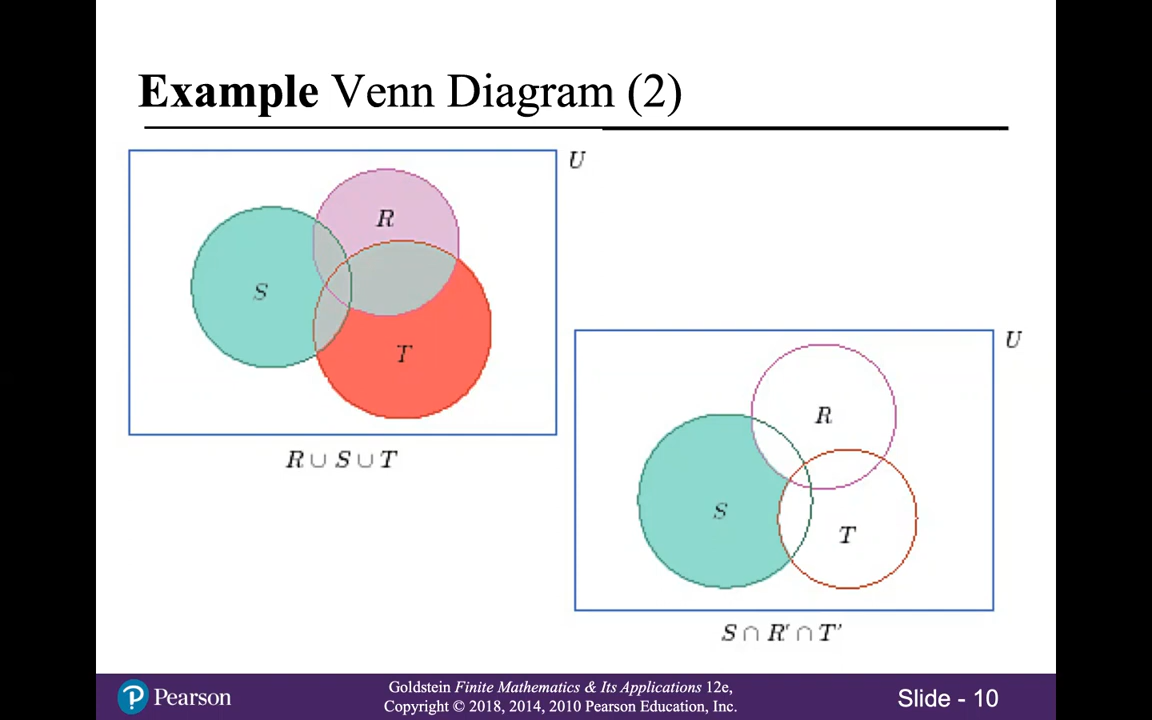 Example Venn Diagram (2)
U
R
S
T
R ∪ S ∪ T
U
R
S
T
S ∩ R' ∩ T'
Pearson
Goldstein Finite Mathematics & Its Applications 12e,
Copyright © 2018, 2014, 2010 Pearson Education, Inc.
Slide - 10